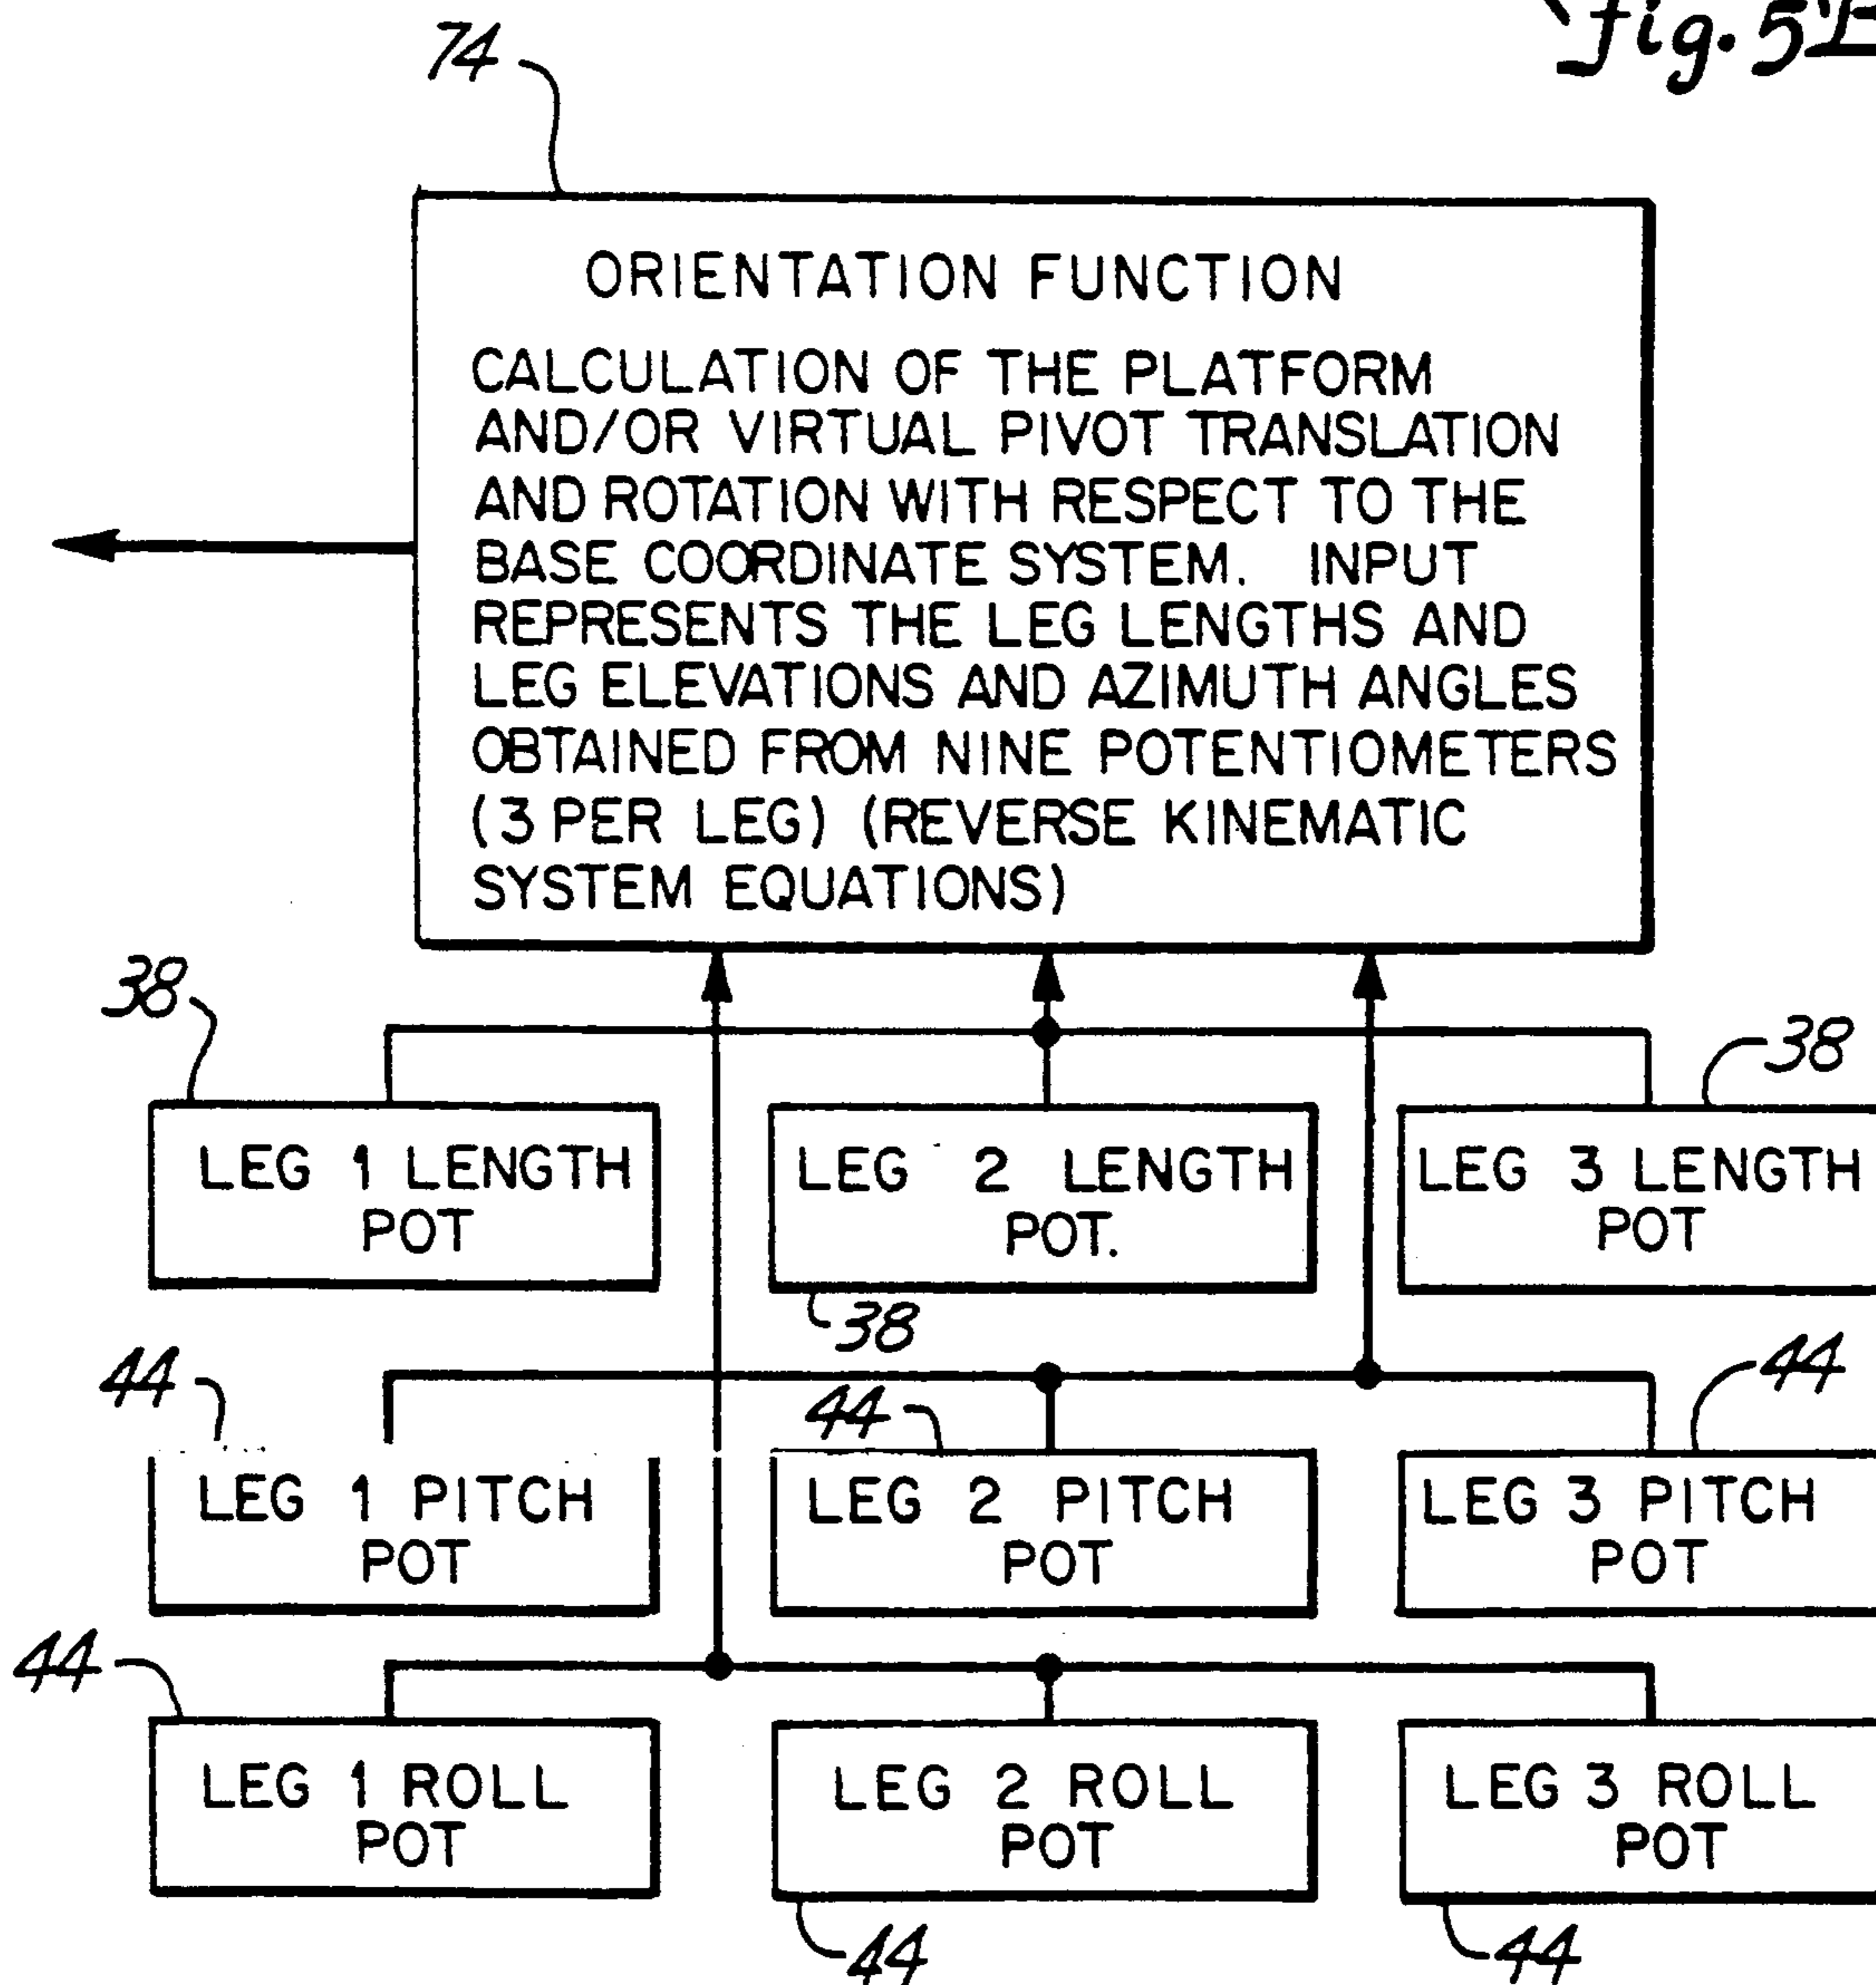 fig. 5E
74
ORIENTATION FUNCTION
CALCULATION OF THE PLATFORM
AND/OR VIRTUAL PIVOT TRANSLATION
AND ROTATION WITH RESPECT TO THE
BASE COORDINATE SYSTEM. INPUT
REPRESENTS THE LEG LENGTHS AND
LEG ELEVATIONS AND AZIMUTH ANGLES
OBTAINED FROM NINE POTENTIOMETERS
(3 PER LEG) (REVERSE KINEMATIC
SYSTEM EQUATIONS)
38
38
LEG 1 LENGTH
POT
LEG 2 LENGTH
POT.
LEG 3 LENGTH
POT
38
44
44
44
LEG 1 PITCH
POT
LEG 2 PITCH
POT
LEG 3 PITCH
POT
44
LEG 1 ROLL
POT
LEG 2 ROLL
POT
LEG 3 ROLL
POT
44
44